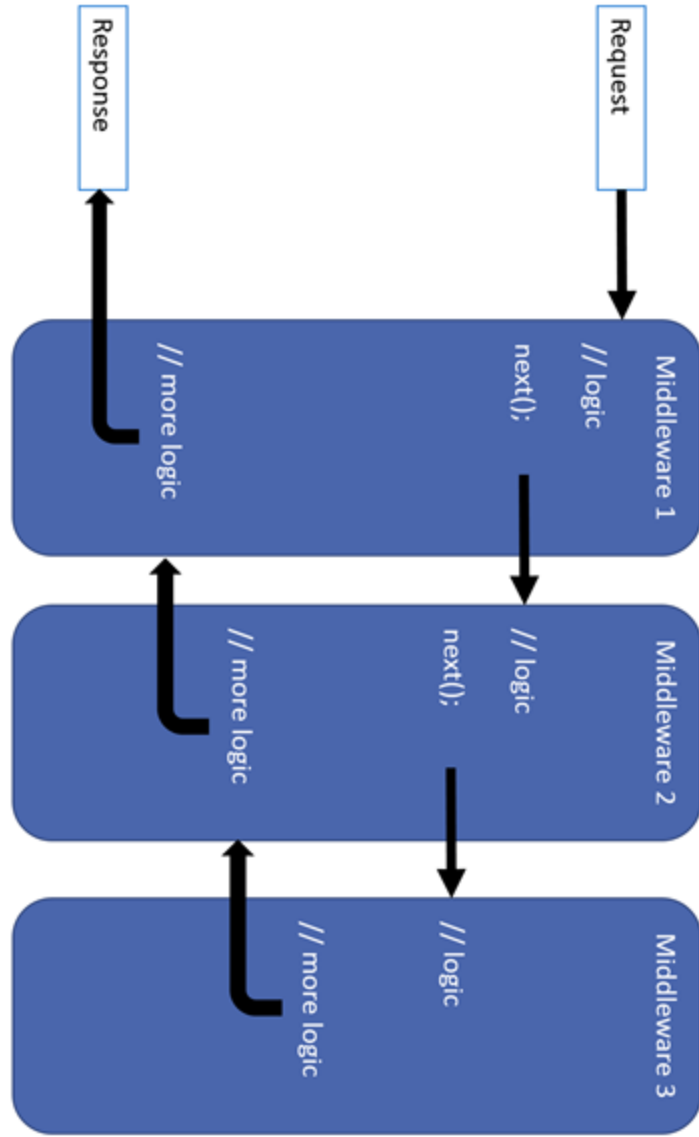 Request
Response
Middleware 1
// logic
next();
// more logic
Middleware 2
// logic
next();
// more logic
Middleware 3
// logic
// more logic